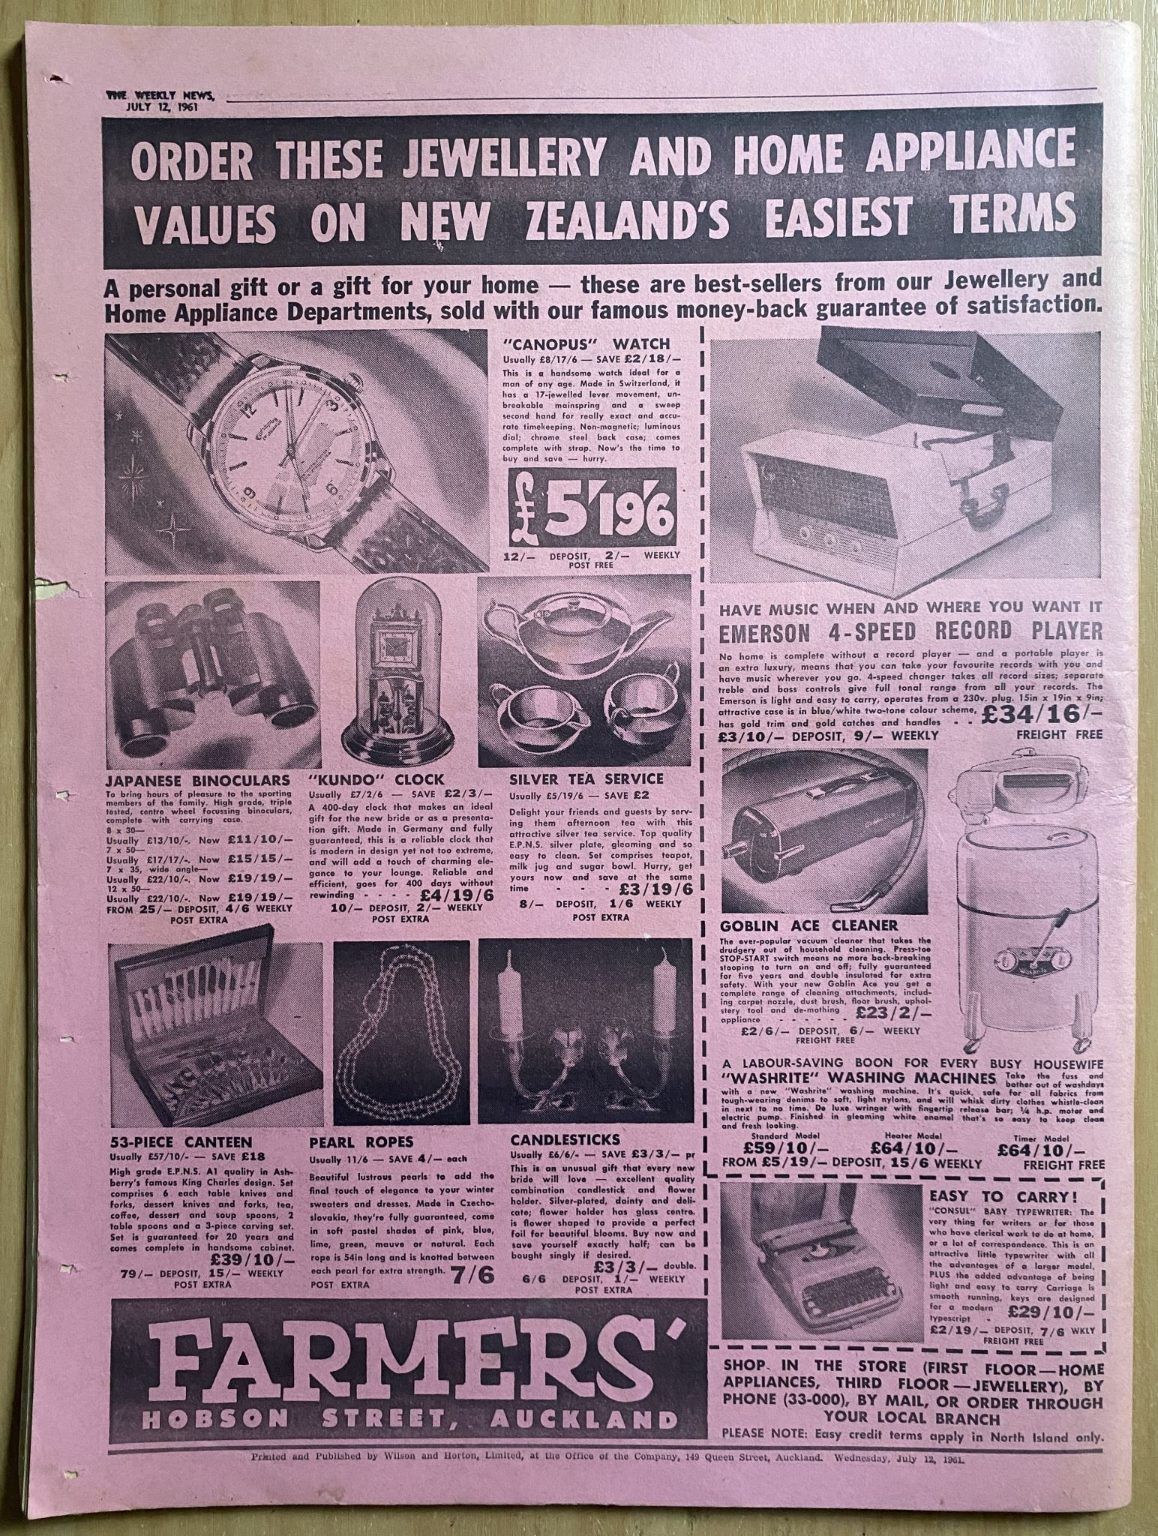 THE WEEKLY NEWS,
JULY 12, 1961
ORDER THESE JEWELLERY AND HOME APPLIANCE
VALUES ON NEW ZEALAND'S EASIEST TERMS
A personal gift or a gift for your home — these are best-sellers from our Jewellery and
Home Appliance Departments, sold with our famous money-back guarantee of satisfaction.
"CANOPUS" WATCH
Usually £8/17/6 — SAVE £2/18/—
This is a handsome watch ideal for a
man of any age. Made in Switzerland, it
has a 17-jewelled lever movement, un-
breakable mainspring and a sweep
second hand for really exact and accu-
rate timekeeping. Non-magnetic; luminous
dial; chrome steel back case; comes
complete with strap. Now's the time to
buy and save — hurry.
£5'19'6
12/— DEPOSIT, 2/— WEEKLY
POST FREE
JAPANESE BINOCULARS
To bring hours of pleasure to the sporting
members of the family. High grade, triple
tested, centre wheel focussing binoculars,
complete with carrying case.
8 x 30—
Usually £13/10/-. Now £11/10/—
7 x 50—
Usually £17/17/-. Now £15/15/—
7 x 35, wide angle—
Usually £22/10/-. Now £19/19/—
12 x 50—
Usually £22/10/-. Now £19/19/—
FROM 25/— DEPOSIT, 4/6 WEEKLY
POST EXTRA
"KUNDO" CLOCK
Usually £7/2/6 — SAVE £2/3/—
A 400-day clock that makes an ideal
gift for the new bride or as a presenta-
tion gift. Made in Germany and fully
guaranteed, this is a reliable clock that
is modern in design yet not too extreme,
and will add a touch of charming ele-
gance to your lounge. Reliable and
efficient, goes for 400 days without
rewinding - - - - £4/19/6
10/— DEPOSIT, 2/— WEEKLY
POST EXTRA
SILVER TEA SERVICE
Usually £5/19/6 — SAVE £2
Delight your friends and guests by serv-
ing them afternoon tea with this
attractive silver tea service. Top quality
E.P.N.S. silver plate, gleaming and so
easy to clean. Set comprises teapot,
milk jug and sugar bowl. Hurry, get
yours now and save at the same
time - - - £3/19/6
8/— DEPOSIT, 1/6 WEEKLY
POST EXTRA
53-PIECE CANTEEN
Usually £57/10/- — SAVE £18
High grade E.P.N.S. A1 quality in Ash-
berry's famous King Charles design. Set
comprises 6 each table knives and
forks, dessert knives and forks, tea,
coffee, dessert and soup spoons, 2
table spoons and a 3-piece carving set.
Set is guaranteed for 20 years and
comes complete in handsome cabinet.
£39/10/—
79/— DEPOSIT, 15/— WEEKLY
POST EXTRA
PEARL ROPES
Usually 11/6 — SAVE 4/— each
Beautiful lustrous pearls to add the
final touch of elegance to your winter
sweaters and dresses. Made in Czecho-
slovakia, they're fully guaranteed, come
in soft pastel shades of pink, blue,
lime, green, mauve or natural. Each
rope is 54in long and is knotted between
each pearl for extra strength. 7/6
POST EXTRA
CANDLESTICKS
Usually £6/6/- — SAVE £3/3/— pr
This is an unusual gift that every new
bride will love — excellent quality
combination candlestick and flower
holder. Silver-plated, dainty and deli-
cate; flower holder has glass centre,
is flower shaped to provide a perfect
foil for beautiful blooms. Buy now and
save yourself exactly half; can be
bought singly if desired.
£3/3/— double.
6/6 DEPOSIT, 1/— WEEKLY
POST EXTRA
FARMERS'
HOBSON STREET, AUCKLAND
HAVE MUSIC WHEN AND WHERE YOU WANT IT
EMERSON 4-SPEED RECORD PLAYER
No home is complete without a record player — and a portable player is
an extra luxury, means that you can take your favourite records with you and
have music wherever you go. 4-speed changer takes all record sizes; separate
treble and bass controls give full tonal range from all your records. The
Emerson is light and easy to carry, operates from a 230v. plug, 15in x 19in x 9in;
attractive case is in blue/white two-tone colour scheme,
has gold trim and gold catches and handles - - £34/16/—
£3/10/— DEPOSIT, 9/— WEEKLY FREIGHT FREE
GOBLIN ACE CLEANER
The ever-popular vacuum cleaner that takes the
drudgery out of household cleaning. Press-toe
STOP-START switch means no more back-breaking
stooping to turn on and off; fully guaranteed
for five years and double insulated for extra
safety. With your new Goblin Ace you get a
complete range of cleaning attachments, includ-
ing carpet nozzle, dust brush, floor brush, uphol-
stery tool and de-mothing
appliance - - - - - - £23/2/—
£2/6/— DEPOSIT, 6/— WEEKLY
FREIGHT FREE
A LABOUR-SAVING BOON FOR EVERY BUSY HOUSEWIFE
"WASHRITE" WASHING MACHINES Take the fuss and
bother out of washdays
with a new "Washrite" washing machine. It's quick, safe for all fabrics from
tough-wearing denims to soft, light nylons, and will whisk dirty clothes whistle-clean
in next to no time. De luxe wringer with fingertip release bar; ¼ h.p. motor and
electric pump. Finished in gleaming white enamel that's so easy to keep clean
and fresh looking.
Standard Model Heater Model Timer Model
£59/10/— £64/10/— £64/10/—
FROM £5/19/— DEPOSIT, 15/6 WEEKLY FREIGHT FREE
EASY TO CARRY!
"CONSUL" BABY TYPEWRITER: The
very thing for writers or for those
who have clerical work to do at home,
or a lot of correspondence. This is an
attractive little typewriter with all
the advantages of a larger model,
PLUS the added advantage of being
light and easy to carry Carriage is
smooth running, keys are designed
for a modern
typescript - £29/10/—
£2/19/— DEPOSIT, 7/6 WKLY
FREIGHT FREE
SHOP IN THE STORE (FIRST FLOOR—HOME
APPLIANCES, THIRD FLOOR—JEWELLERY), BY
PHONE (33-000), BY MAIL, OR ORDER THROUGH
YOUR LOCAL BRANCH
PLEASE NOTE: Easy credit terms apply in North Island only.
Printed and Published by Wilson and Horton, Limited, at the Office of the Company, 149 Queen Street, Auckland. Wednesday, July 12, 1961.